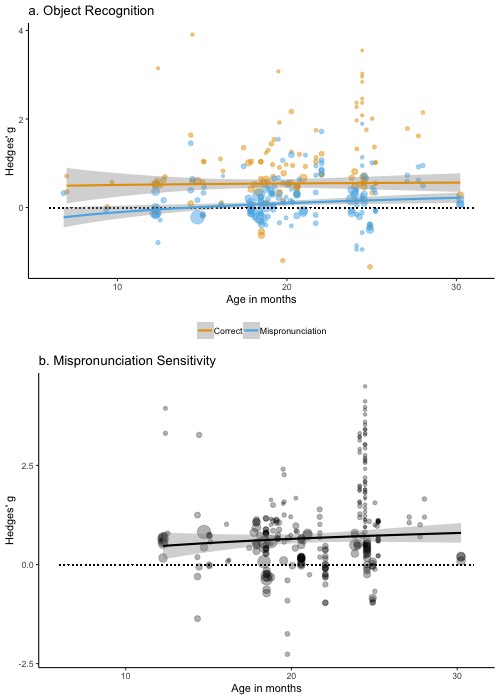 a. Object Recognition
4
2
0
Hedges' g
10 20 30
Age in months
Correct Mispronunciation
b. Mispronunciation Sensitivity
2.5
0.0
-2.5
Hedges' g
10 20 30
Age in months